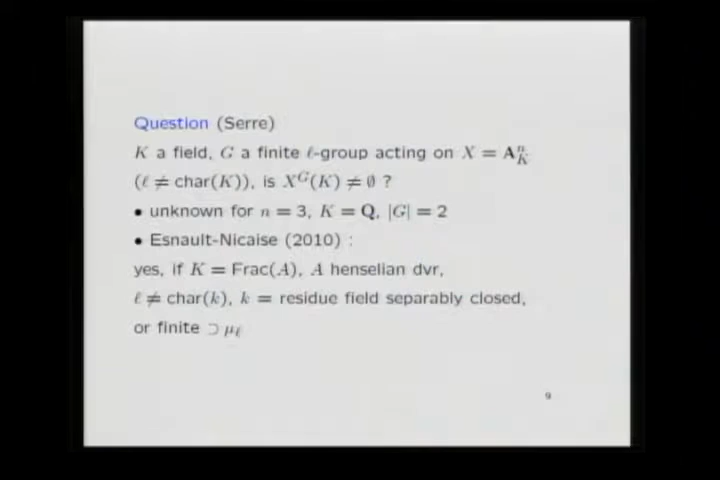 Question (Serre)
K a field, G a finite ℓ-group acting on X = A^n_K
(ℓ ≠ char(K)), is X^G(K) ≠ ∅ ?
• unknown for n = 3, K = Q, |G| = 2
• Esnault-Nicaise (2010) :
yes, if K = Frac(A), A henselian dvr,
ℓ ≠ char(k), k = residue field separably closed,
or finite ⊃ μ_ℓ
9